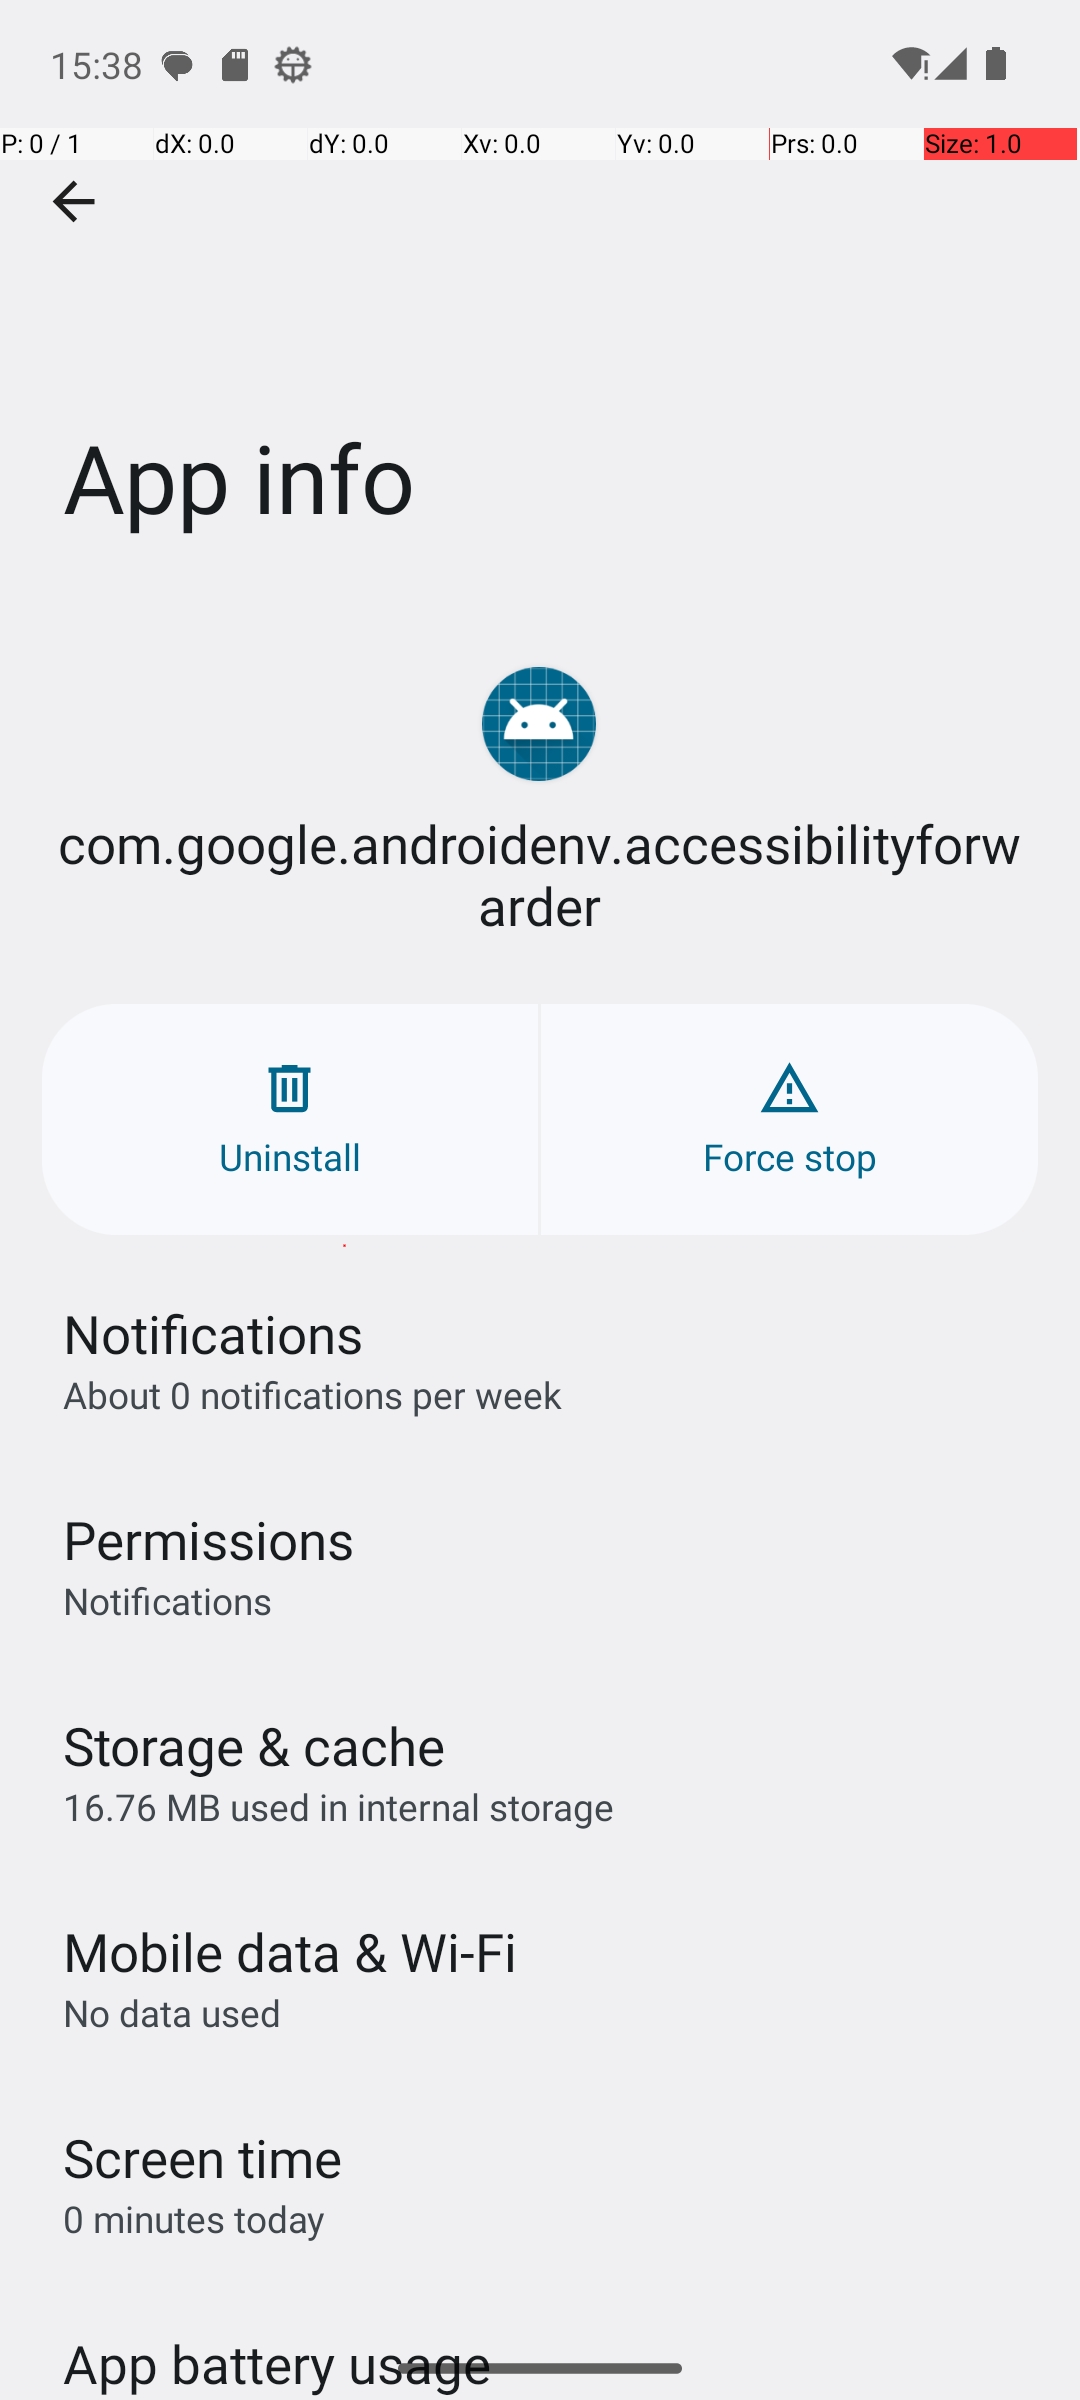 15:38
P: 0 / 1 dX: 0.0 dY: 0.0 Xv: 0.0 Yv: 0.0 Prs: 0.0 Size: 1.0
App info
com.google.androidenv.accessibilityforw
arder
Uninstall Force stop
Notifications
About 0 notifications per week
Permissions
Notifications
Storage & cache
16.76 MB used in internal storage
Mobile data & Wi-Fi
No data used
Screen time
0 minutes today
App battery usage